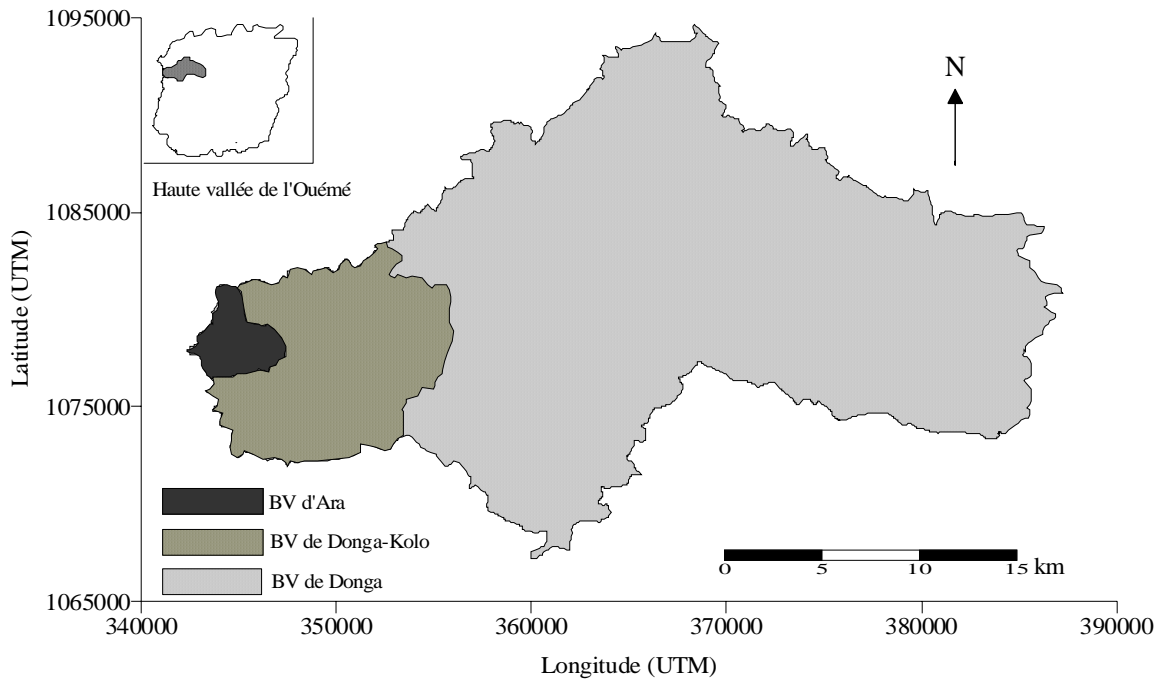 1095000
N
Haute vallée de l'Ouémé
1085000
Latitude (UTM)
1075000
BV d'Ara
BV de Donga-Kolo
BV de Donga
0 5 10 15 km
1065000
340000 350000 360000 370000 380000 390000
Longitude (UTM)